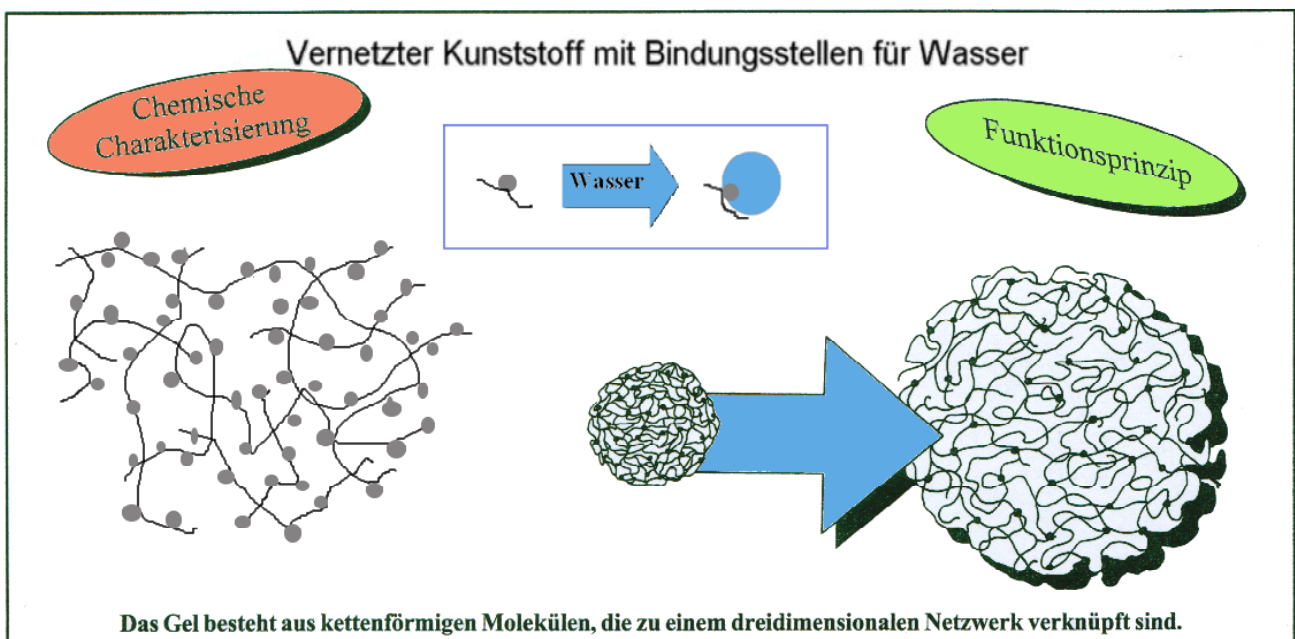 Vernetzter Kunststoff mit Bindungsstellen für Wasser
Chemische
Charakterisierung
Wasser
Funktionsprinzip
Das Gel besteht aus kettenförmigen Molekülen, die zu einem dreidimensionalen Netzwerk verknüpft sind.